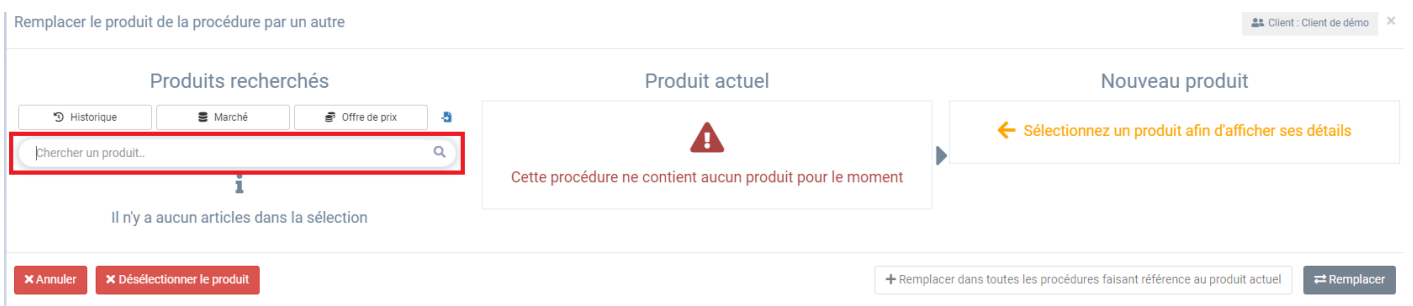 Remplacer le produit de la procédure par un autre
Client : Client de démo
Produits recherchés
Historique
Marché
Offre de prix
Chercher un produit..
Il n'y a aucun articles dans la sélection
Produit actuel
Cette procédure ne contient aucun produit pour le moment
Nouveau produit
Sélectionnez un produit afin d'afficher ses détails
Annuler
Désélectionner le produit
Remplacer dans toutes les procédures faisant référence au produit actuel
Remplacer